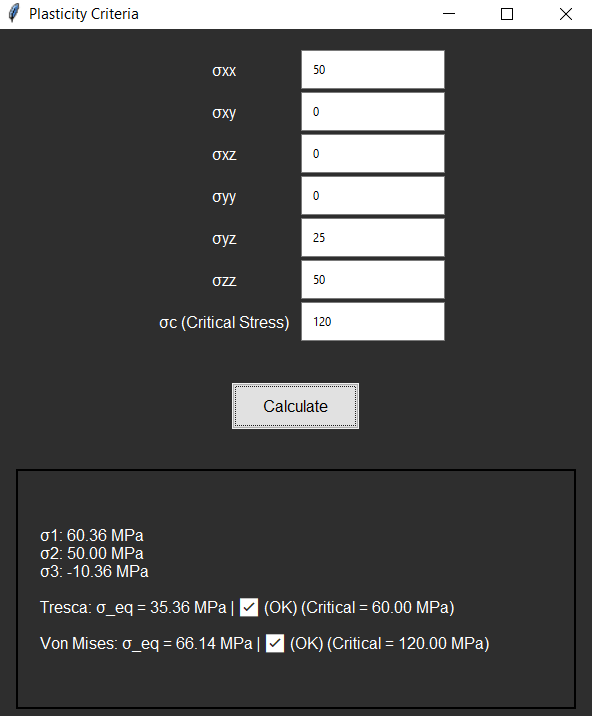 Plasticity Criteria
σxx 50
σxy 0
σxz 0
σyy 0
σyz 25
σzz 50
σc (Critical Stress) 120
Calculate
σ1: 60.36 MPa
σ2: 50.00 MPa
σ3: -10.36 MPa
Tresca: σ_eq = 35.36 MPa | ✓ (OK) (Critical = 60.00 MPa)
Von Mises: σ_eq = 66.14 MPa | ✓ (OK) (Critical = 120.00 MPa)